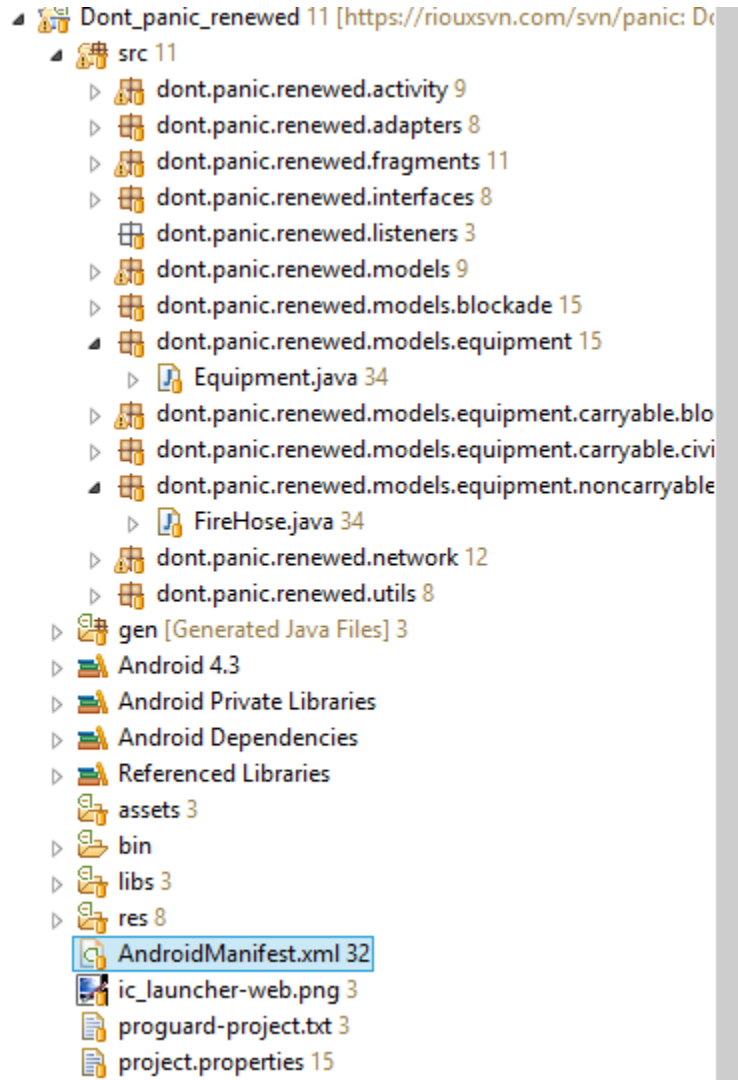 Dont_panic_renewed 11 [https://riouxsvn.com/svn/panic: Do
src 11
dont.panic.renewed.activity 9
dont.panic.renewed.adapters 8
dont.panic.renewed.fragments 11
dont.panic.renewed.interfaces 8
dont.panic.renewed.listeners 3
dont.panic.renewed.models 9
dont.panic.renewed.models.blockade 15
dont.panic.renewed.models.equipment 15
Equipment.java 34
dont.panic.renewed.models.equipment.carryable.blo
dont.panic.renewed.models.equipment.carryable.civi
dont.panic.renewed.models.equipment.noncarryable
FireHose.java 34
dont.panic.renewed.network 12
dont.panic.renewed.utils 8
gen [Generated Java Files] 3
Android 4.3
Android Private Libraries
Android Dependencies
Referenced Libraries
assets 3
bin
libs 3
res 8
AndroidManifest.xml 32
ic_launcher-web.png 3
proguard-project.txt 3
project.properties 15